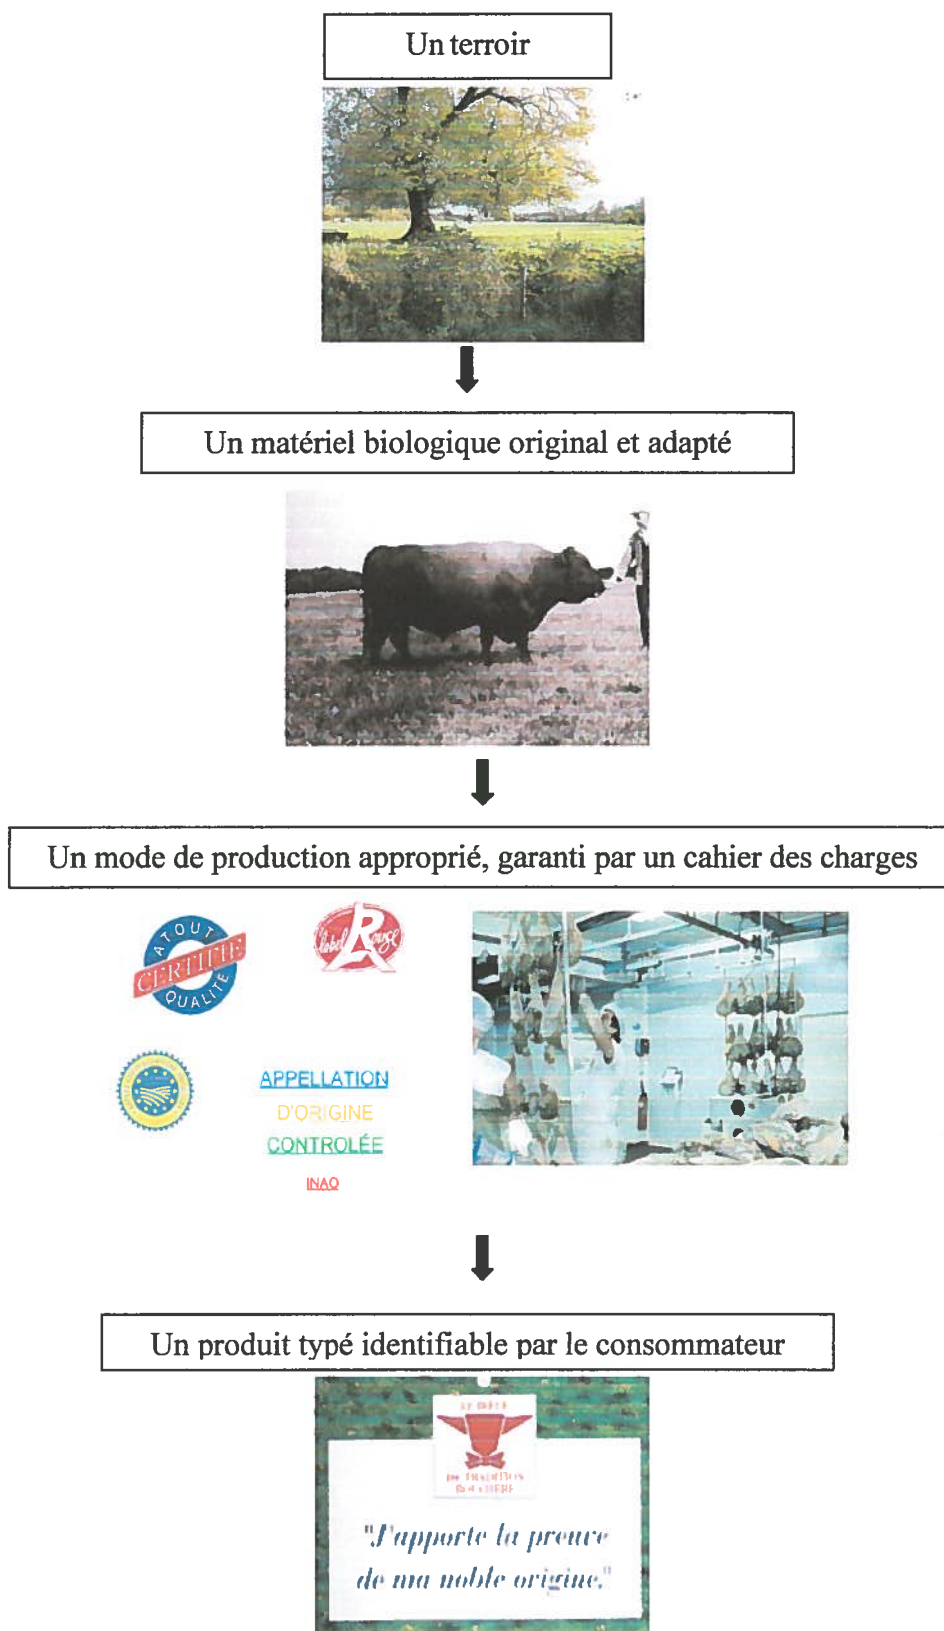 Un terroir
Un matériel biologique original et adapté
Un mode de production approprié, garanti par un cahier des charges
ATOUT
CERTIFIE
QUALITÉ
Label Rouge
APPELLATION
D'ORIGINE
CONTROLÉE
INAO
Un produit typé identifiable par le consommateur
"J'apporte la preuve
de ma noble origine."